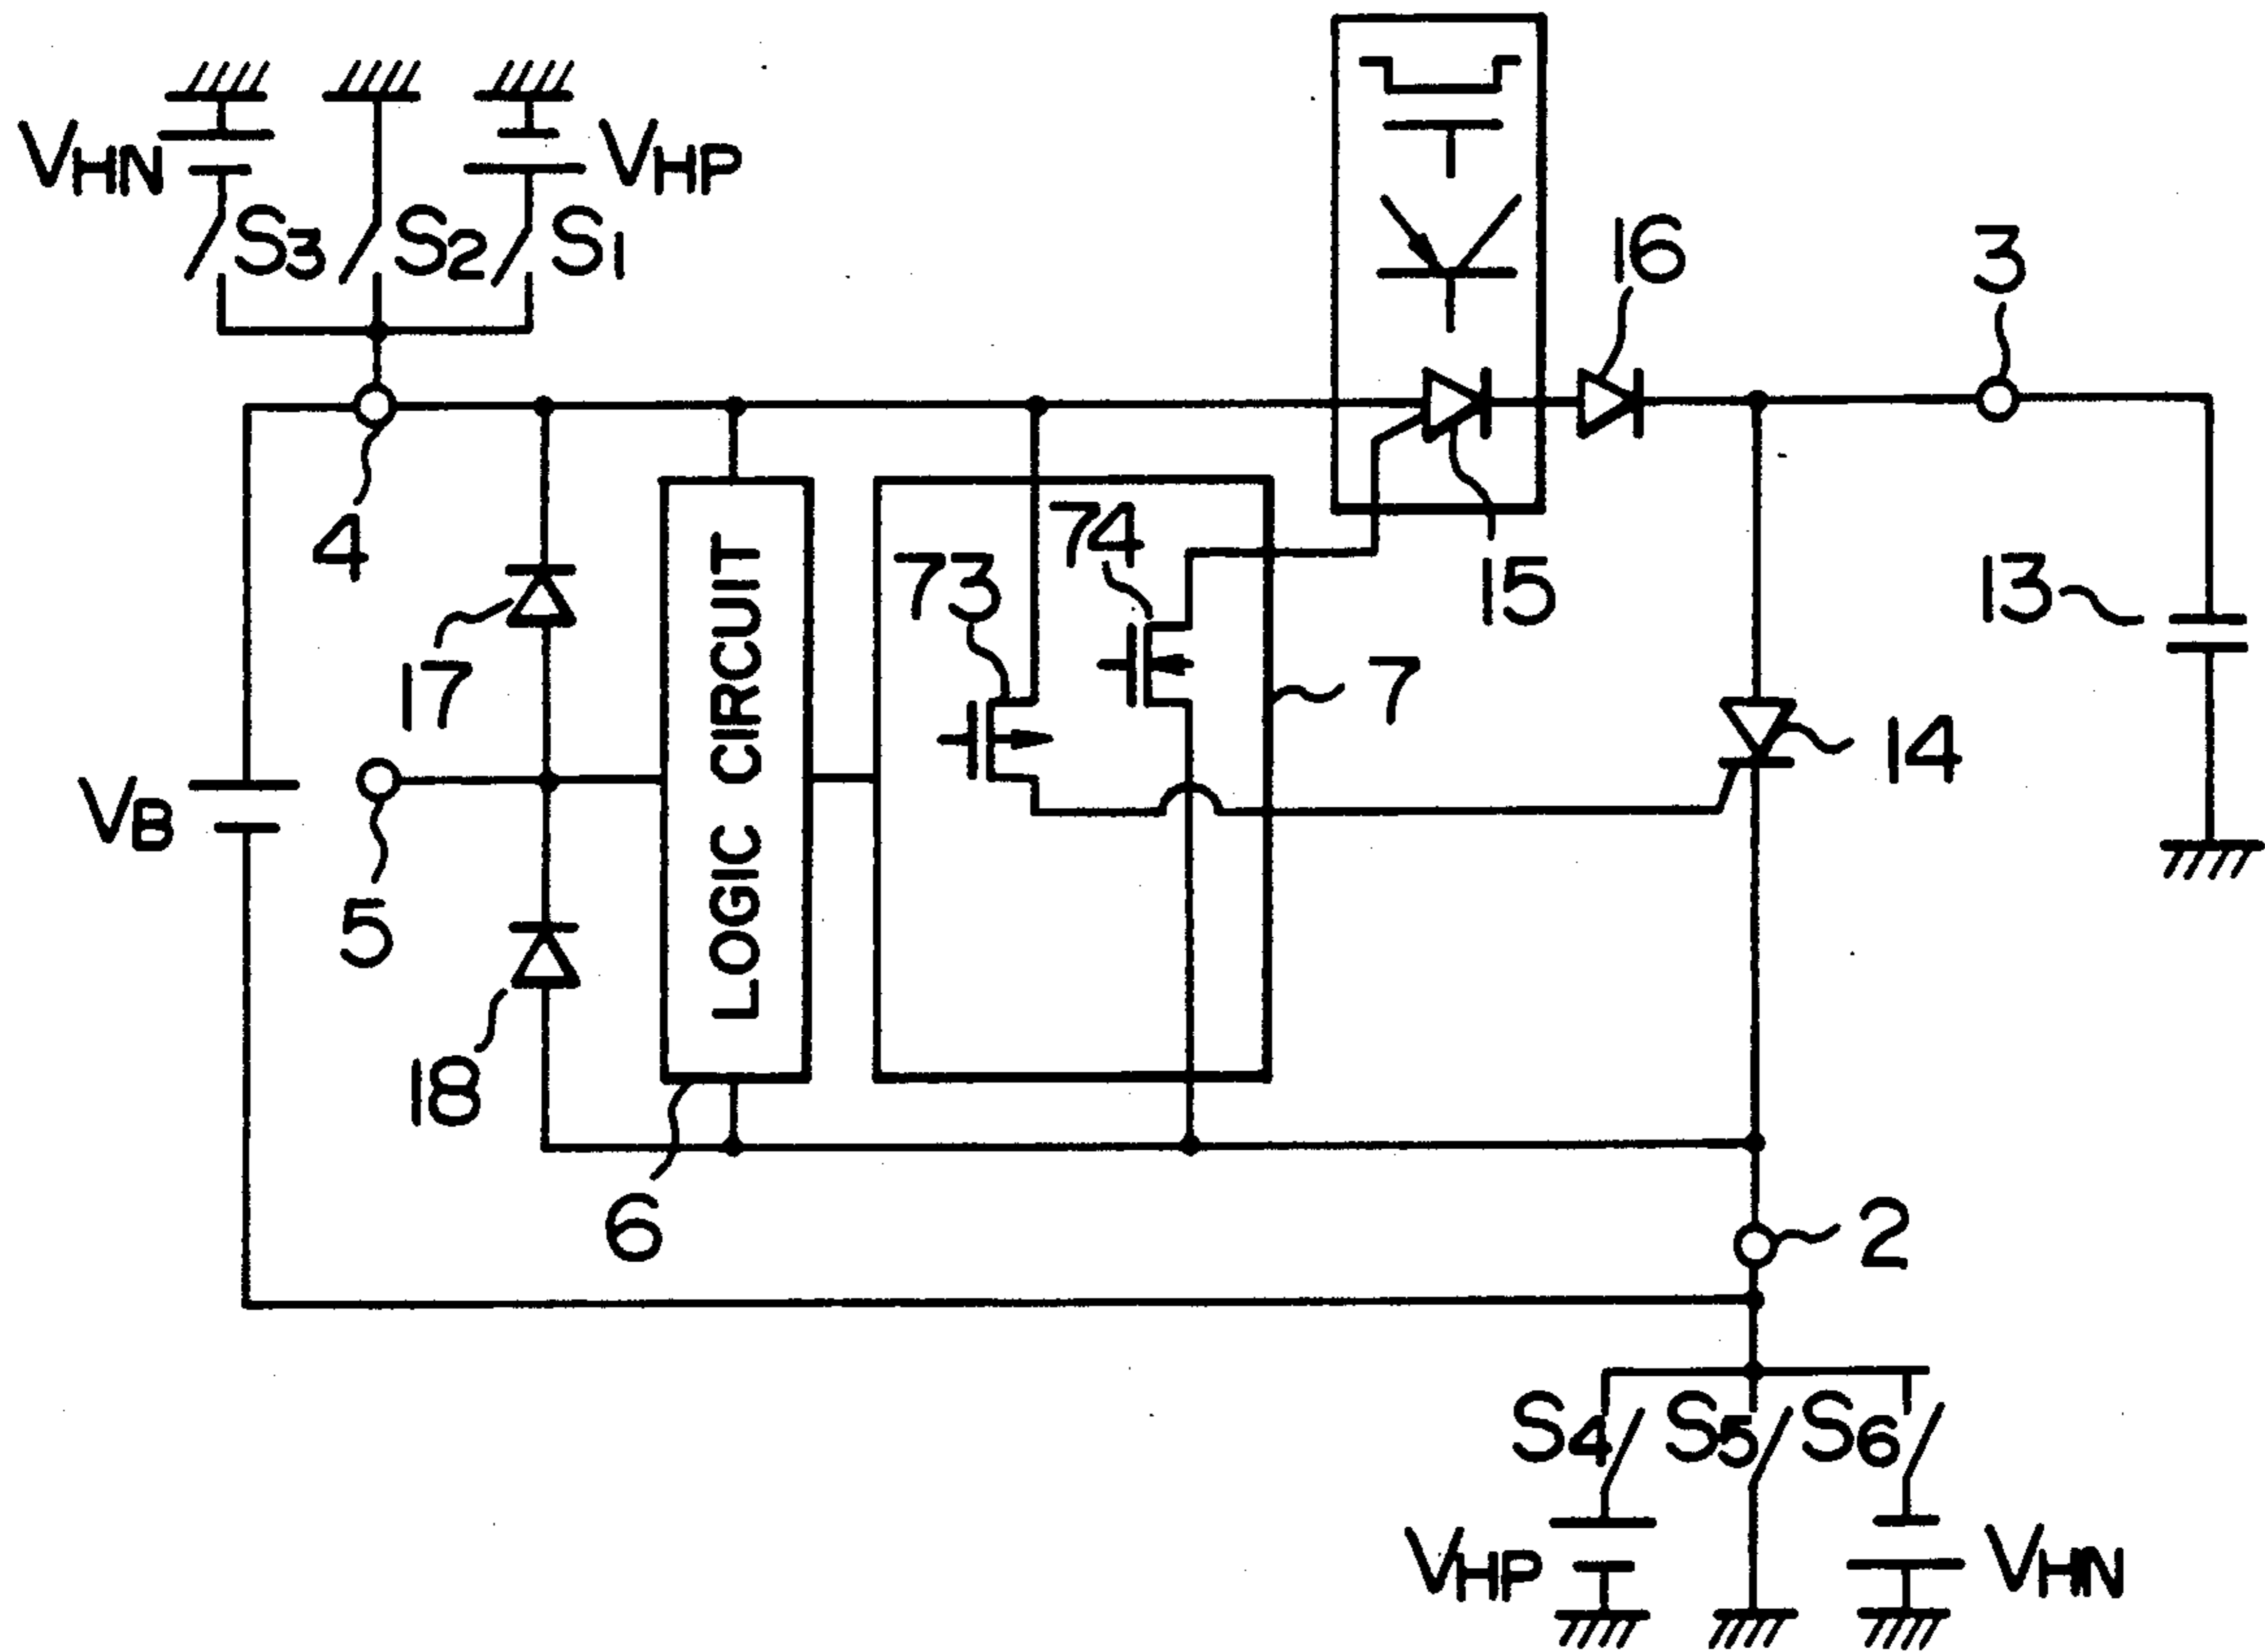 VHN
VHP
S3
S2
S1
16
3
4
74
73
15
13
17
LOGIC CIRCUIT
7
14
VB
5
18
6
2
S4
S5
S6
VHP
VHN